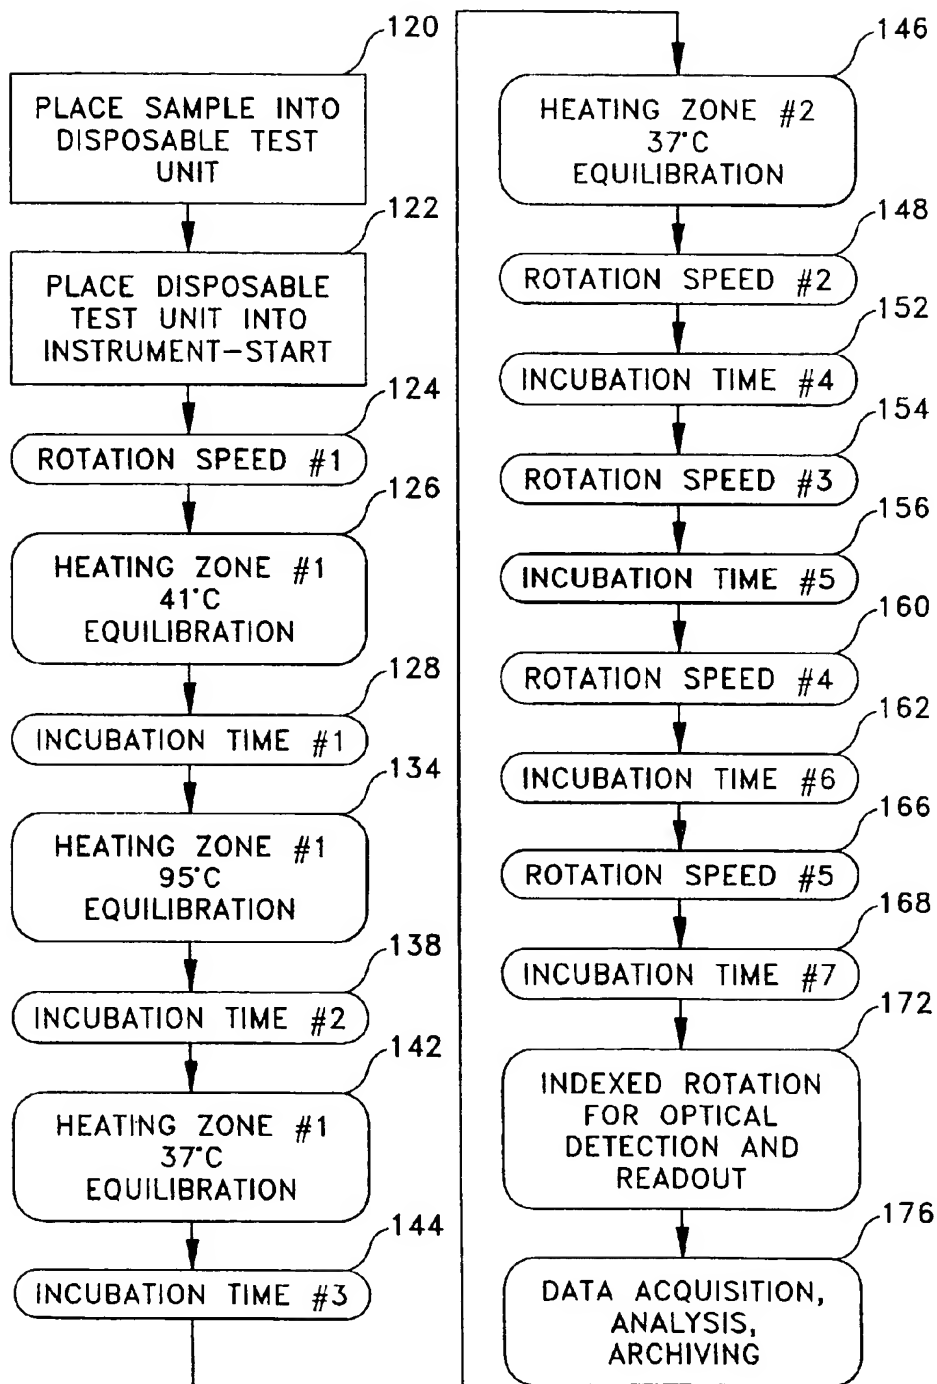 120
PLACE SAMPLE INTO
DISPOSABLE TEST
UNIT
122
PLACE DISPOSABLE
TEST UNIT INTO
INSTRUMENT-START
124
ROTATION SPEED #1
126
HEATING ZONE #1
41°C
EQUILIBRATION
128
INCUBATION TIME #1
134
HEATING ZONE #1
95°C
EQUILIBRATION
138
INCUBATION TIME #2
142
HEATING ZONE #1
37°C
EQUILIBRATION
144
INCUBATION TIME #3
146
HEATING ZONE #2
37°C
EQUILIBRATION
148
ROTATION SPEED #2
152
INCUBATION TIME #4
154
ROTATION SPEED #3
156
INCUBATION TIME #5
160
ROTATION SPEED #4
162
INCUBATION TIME #6
166
ROTATION SPEED #5
168
INCUBATION TIME #7
172
INDEXED ROTATION
FOR OPTICAL
DETECTION AND
READOUT
176
DATA ACQUISITION,
ANALYSIS,
ARCHIVING